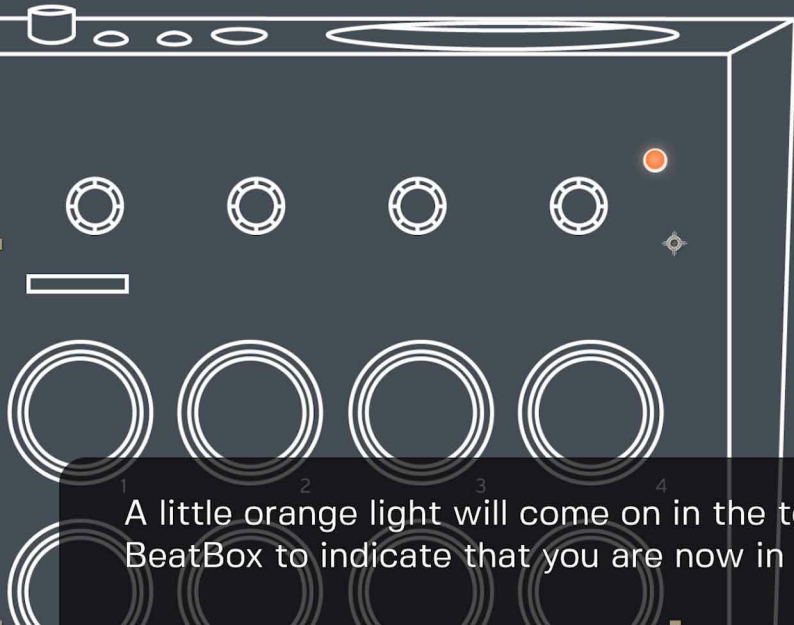 1 2 3 4
A little orange light will come on in the
BeatBox to indicate that you are now in